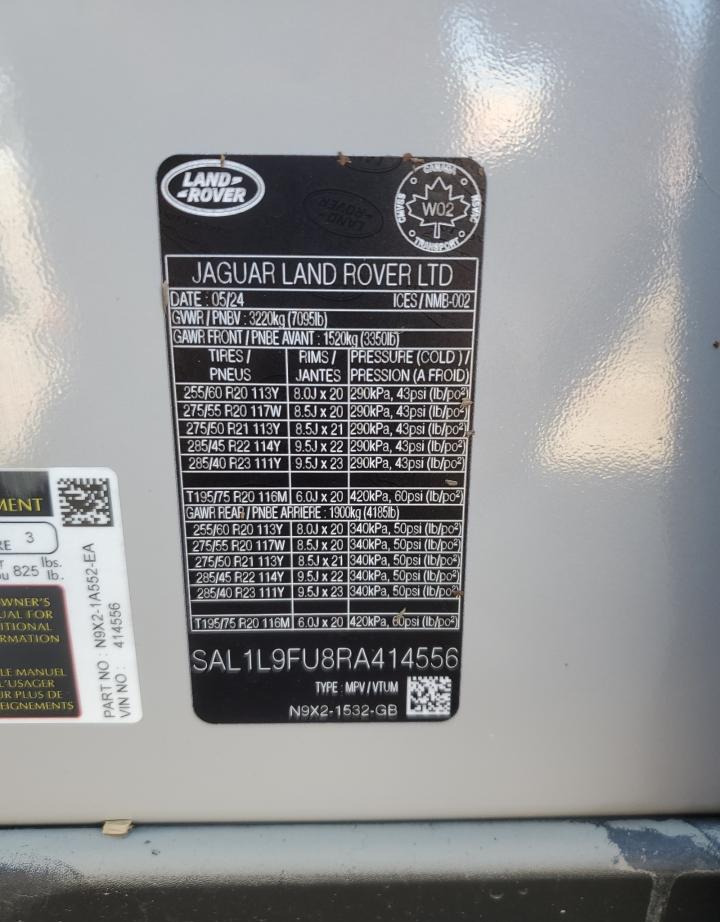 LAND-
-ROVER
CANADA
CMVSS
NSVAC
W02
TRANSPORT
JAGUAR LAND ROVER LTD
DATE : 05/24 ICES / NMB-002
GVWR / PNBV : 3220kg (7095lb)
GAWR FRONT / PNBE AVANT : 1520kg (3350lb)
TIRES / RIMS / PRESSURE (COLD ) /
PNEUS JANTES PRESSION (A FROID)
255/60 R20 113Y 8.0J x 20 290kPa, 43psi (lb/po²)
275/55 R20 117W 8.5J x 20 290kPa, 43psi (lb/po²)
275/50 R21 113Y 8.5J x 21 290kPa, 43psi (lb/po²)
285/45 R22 114Y 9.5J x 22 290kPa, 43psi (lb/po²)
285/40 R23 111Y 9.5J x 23 290kPa, 43psi (lb/po²)
T195/75 R20 116M 6.0J x 20 420kPa, 60psi (lb/po²)
GAWR REAR / PNBE ARRIERE : 1900kg (4185lb)
255/60 R20 113Y 8.0J x 20 340kPa, 50psi (lb/po²)
275/55 R20 117W 8.5J x 20 340kPa, 50psi (lb/po²)
275/50 R21 113Y 8.5J x 21 340kPa, 50psi (lb/po²)
285/45 R22 114Y 9.5J x 22 340kPa, 50psi (lb/po²)
285/40 R23 111Y 9.5J x 23 340kPa, 50psi (lb/po²)
T195/75 R20 116M 6.0J x 20 420kPa, 60psi (lb/po²)
SAL1L9FU8RA414556
TYPE : MPV / VTUM
N9X2-1532-GB
MENT
RE 3
lbs.
ou 825 lb.
OWNER'S
UAL FOR
ITIONAL
RMATION
LE MANUEL
L'USAGER
UR PLUS DE
EIGNEMENTS
PART NO : N9X2-1A552-EA
VIN NO : 414556